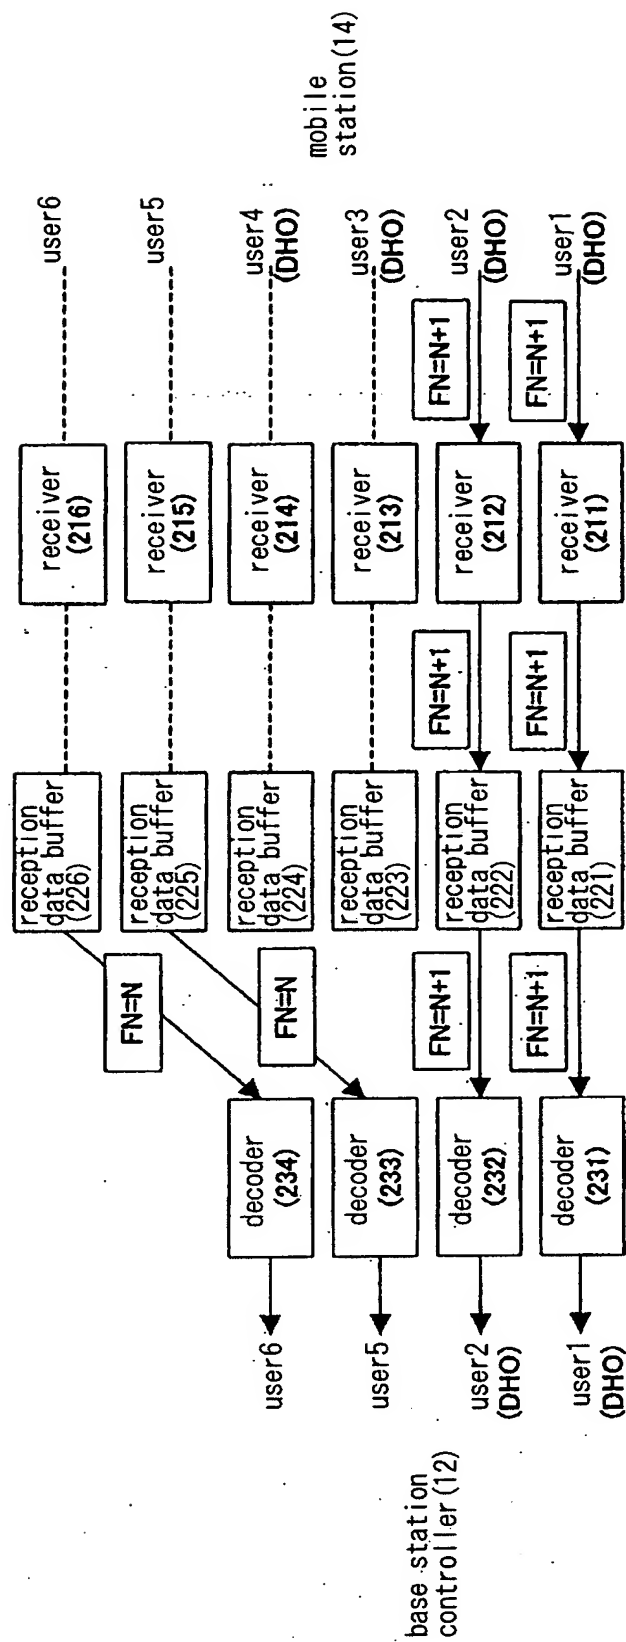 mobile
station(14)
user6
user5
user4
(DHO)
user3
(DHO)
user2
(DHO)
user1
(DHO)
FN=N+1
FN=N+1
receiver
(216)
receiver
(215)
receiver
(214)
receiver
(213)
receiver
(212)
receiver
(211)
FN=N+1
FN=N+1
reception
data buffer
(226)
reception
data buffer
(225)
reception
data buffer
(224)
reception
data buffer
(223)
reception
data buffer
(222)
reception
data buffer
(221)
FN=N
FN=N
FN=N+1
FN=N+1
decoder
(234)
decoder
(233)
decoder
(232)
decoder
(231)
user6
user5
user2
(DHO)
user1
(DHO)
base station
controller(12)